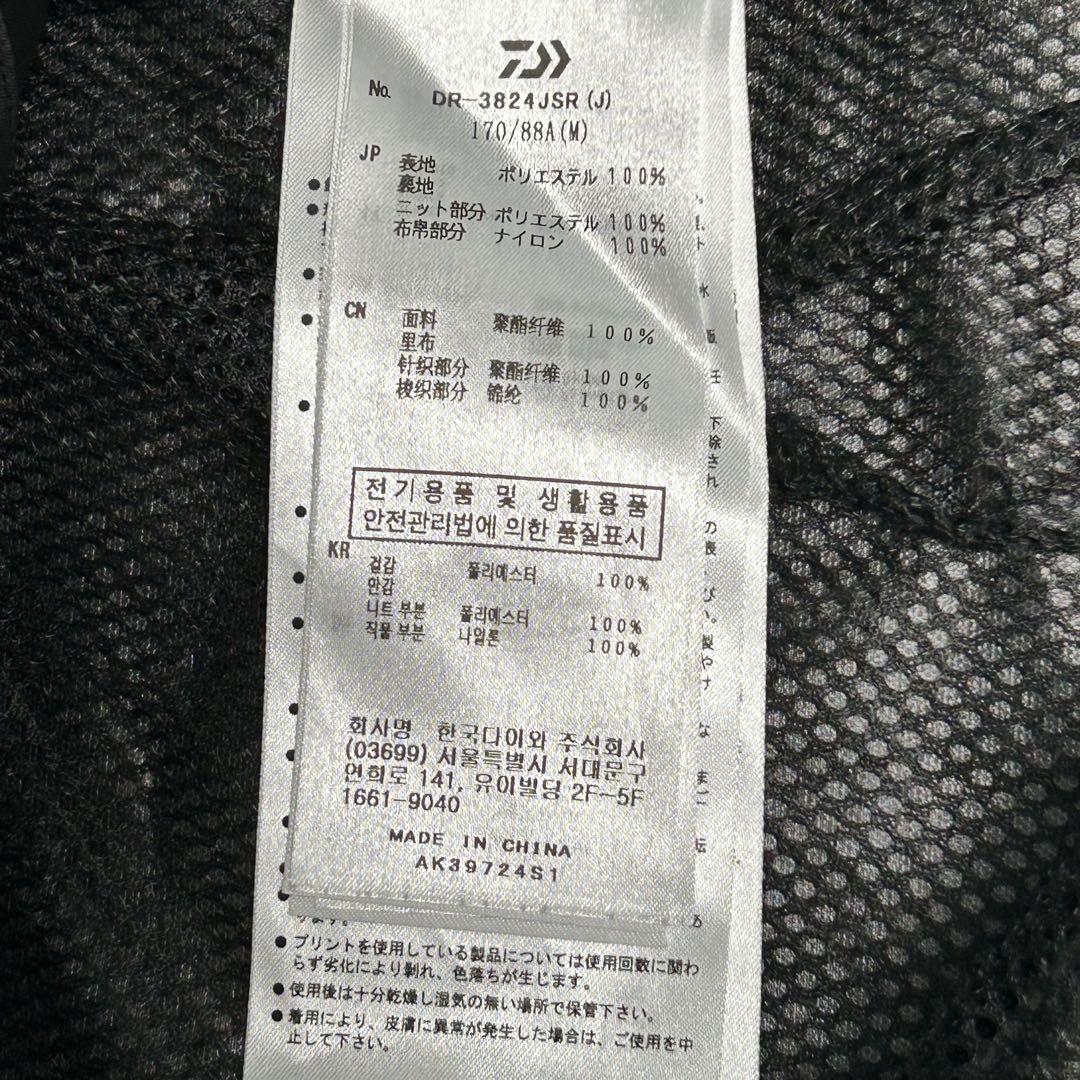 No. DR-3824JSR(J)
170/88A(M)
JP 表地 ポリエステル 100%
裏地
ニット部分 ポリエステル 100%
布帛部分 ナイロン 100%
CN 面料 聚酯纤维 100%
里布
针织部分 聚酯纤维 100%
梭织部分 锦纶 100%
전기용품 및 생활용품
안전관리법에 의한 품질표시
KR 겉감 폴리에스터 100%
안감
니트 부분 폴리에스터 100%
직물 부분 나일론 100%
회사명 한국다이와 주식회사
(03699) 서울특별시 서대문구
연희로 141, 유이빌딩 2F~5F
1661-9040
MADE IN CHINA
AK39724S1
●プリントを使用している製品については使用回数に関わ
らず劣化により剥れ、色落ちが生じます。
●使用後は十分乾燥し湿気の無い場所で保管下さい。
●着用により、皮膚に異常が発生した場合は、ご使用を中
止して下さい。